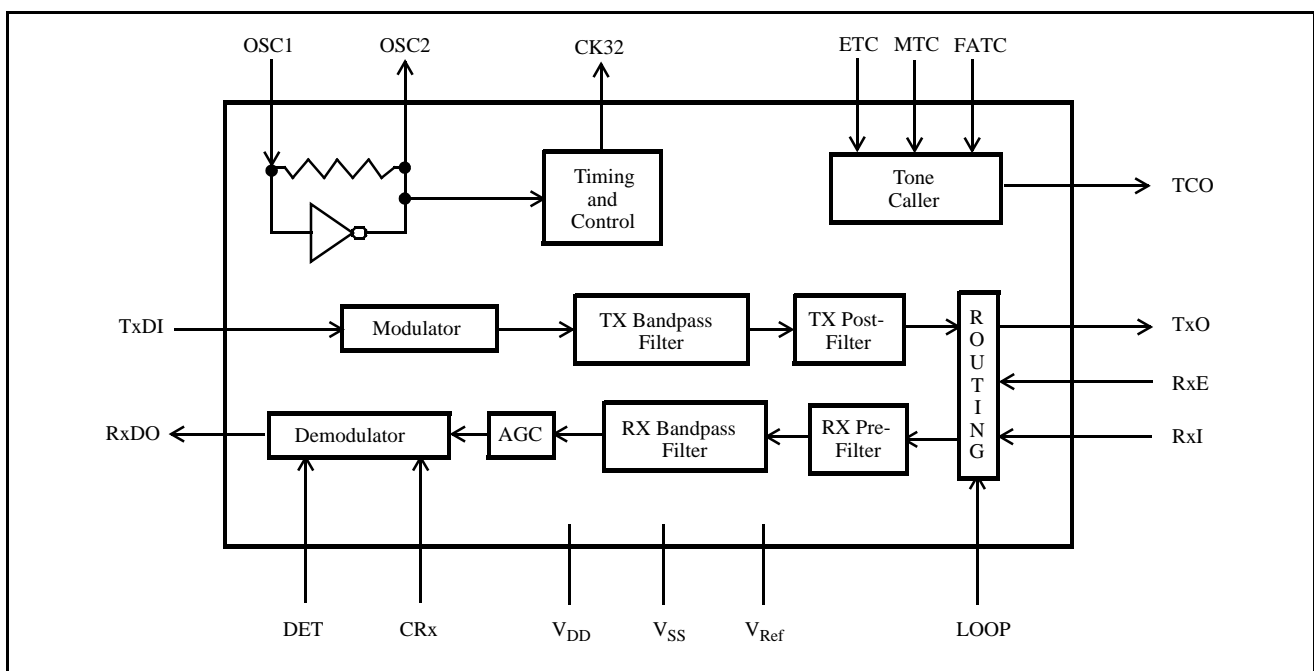 OSC1
OSC2
CK32
ETC
MTC
FATC
Timing
and
Control
Tone
Caller
TCO
TxDI
Modulator
TX Bandpass
Filter
TX Post-
Filter
ROUTING
TxO
RxE
RxDO
Demodulator
AGC
RX Bandpass
Filter
RX Pre-
Filter
RxI
DET
CRx
VDD
VSS
VRef
LOOP